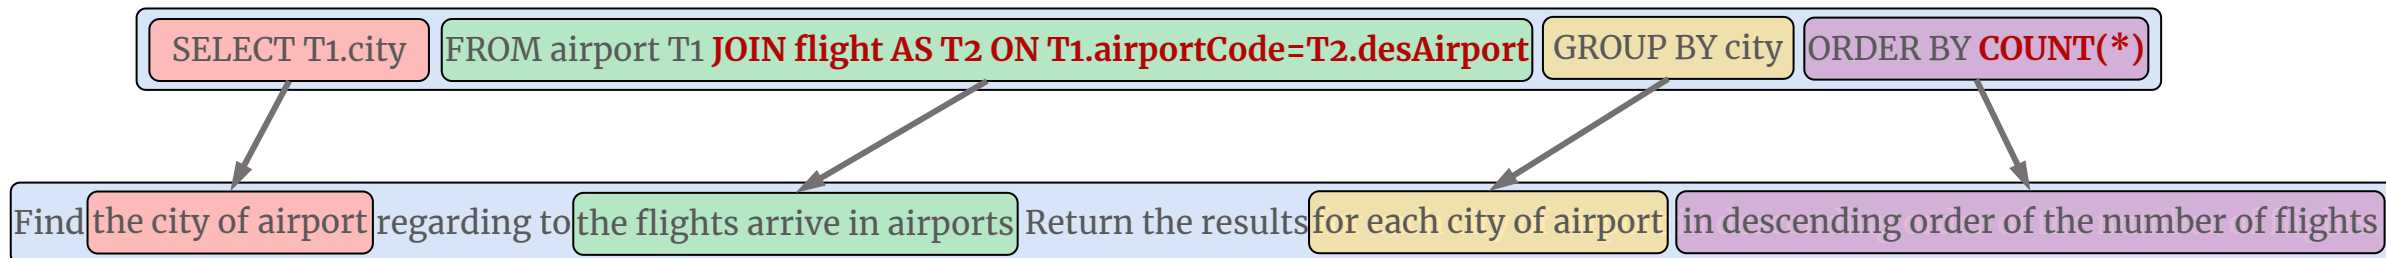 SELECT T1.city FROM airport T1 JOIN flight AS T2 ON T1.airportCode=T2.desAirport GROUP BY city ORDER BY COUNT(*)
Find the city of airport regarding to the flights arrive in airports Return the results for each city of airport in descending order of the number of flights